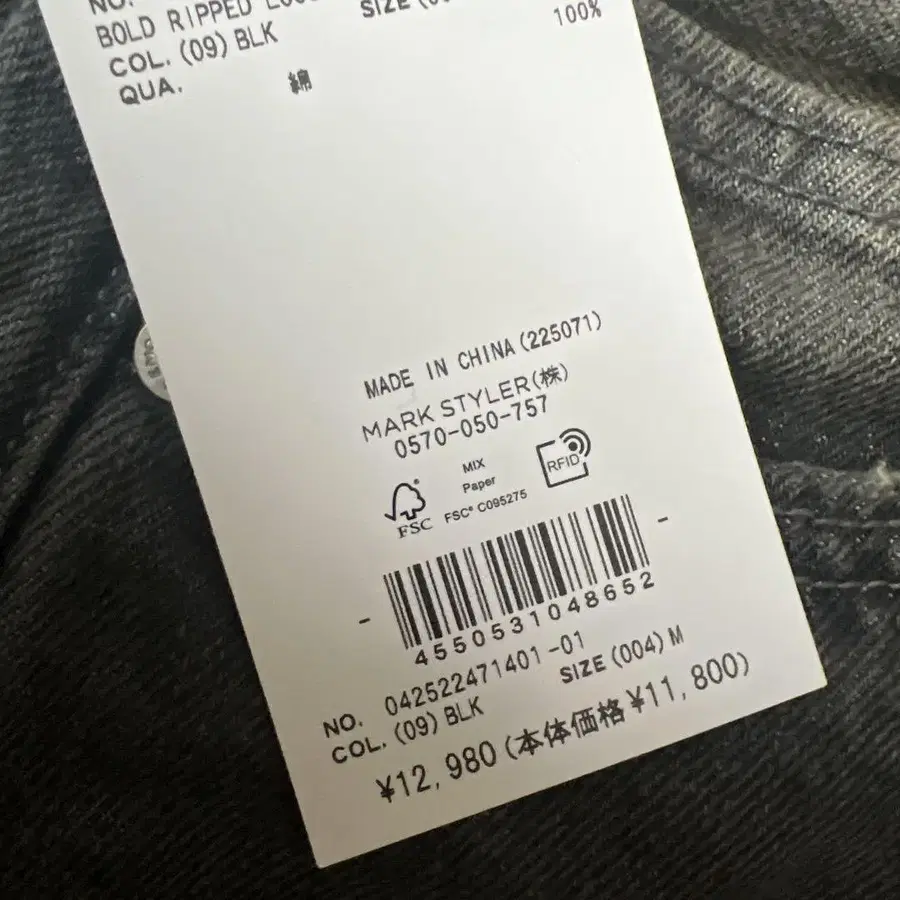 NO.
SIZE
BOLD RIPPED
100%
COL. (09) BLK
QUA. 綿
MADE IN CHINA (225071)
MARK STYLER(株)
0570-050-757
MIX
Paper
FSC® C095275
FSC
RFID
4550531048652
NO. 042522471401-01
SIZE (004) M
COL. (09) BLK
¥12,980 (本体価格¥11,800)